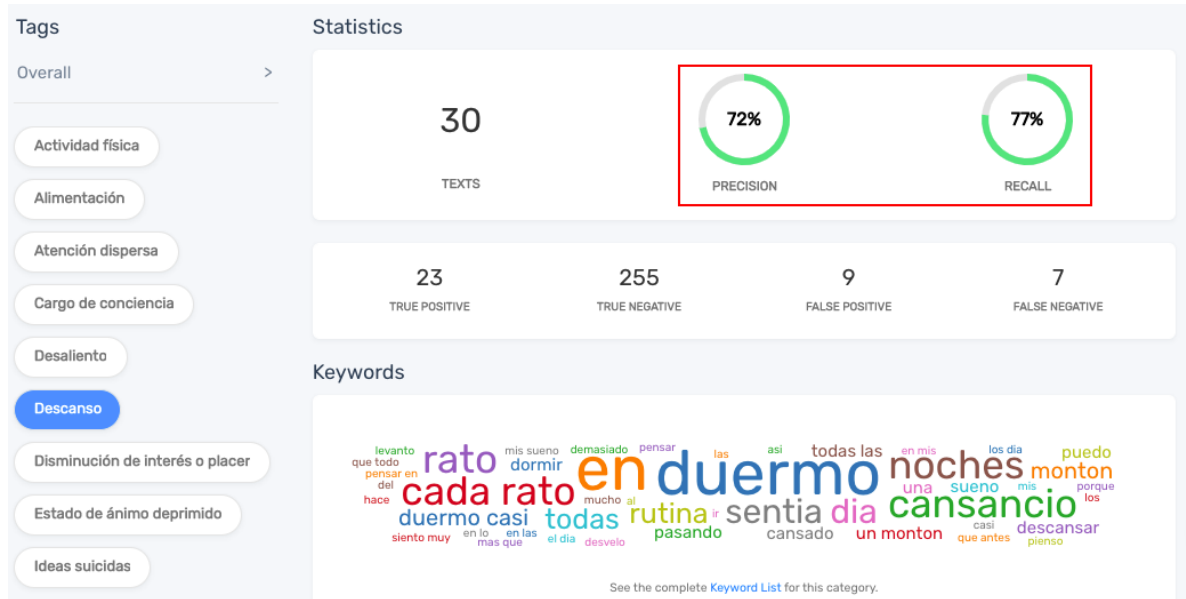 Tags
Overall >
Actividad física
Alimentación
Atención dispersa
Cargo de conciencia
Desaliento
Descanso
Disminución de interés o placer
Estado de ánimo deprimido
Ideas suicidas
Statistics
30
TEXTS
72%
PRECISION
77%
RECALL
23
TRUE POSITIVE
255
TRUE NEGATIVE
9
FALSE POSITIVE
7
FALSE NEGATIVE
Keywords
levanto
que todo
pensar en
del
hace
rato
mis sueno
dormir
demasiado
pensar
en
las
duermo
asi
todas las
en mis
noches
los dia
puedo
monton
una
sueno
mis
porque
los
cada rato
mucho
al
duermo casi
todas
rutina
ir
sentia
dia
cansancio
siento muy
en lo
mas que
en las
el dia
desvelo
pasando
cansado
un monton
casi
que antes
descansar
pienso
See the complete Keyword List for this category.